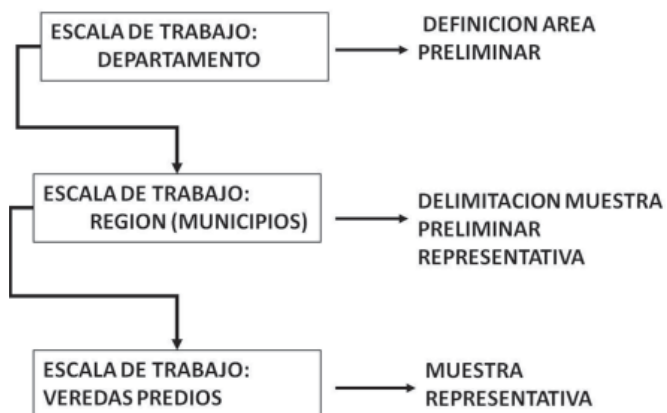 ESCALA DE TRABAJO:
DEPARTAMENTO
DEFINICION AREA
PRELIMINAR
ESCALA DE TRABAJO:
REGION (MUNICIPIOS)
DELIMITACION MUESTRA
PRELIMINAR
REPRESENTATIVA
ESCALA DE TRABAJO:
VEREDAS PREDIOS
MUESTRA
REPRESENTATIVA